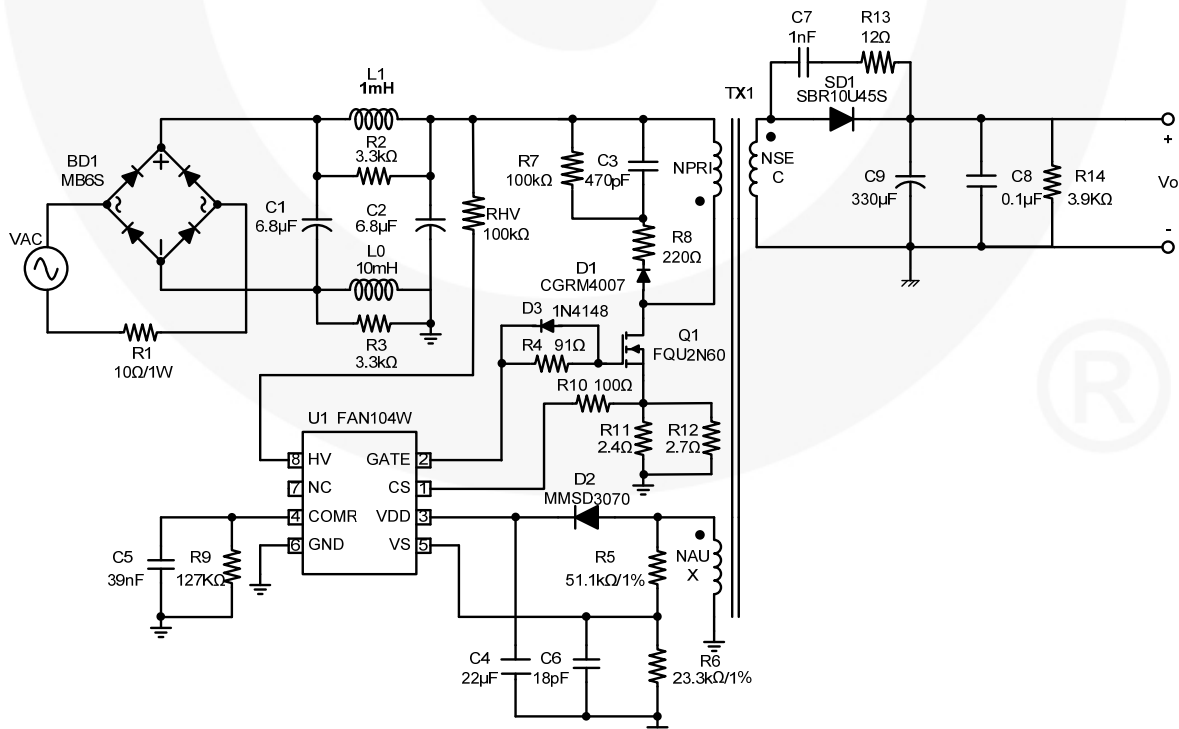 C7
1nF
R13
12Ω
SD1
SBR10U45S
L1
1mH
TX1
R2
3.3kΩ
BD1
MB6S
+
R7
100kΩ
C3
470pF
NPRI
NSE
C
C9
330µF
C8
0.1µF
R14
3.9KΩ
+
Vo
-
C1
6.8µF
C2
6.8µF
RHV
100kΩ
VAC
L0
10mH
R8
220Ω
D1
CGRM4007
D3
1N4148
R4
91Ω
Q1
FQU2N60
R1
10Ω/1W
R3
3.3kΩ
R10
100Ω
R11
2.4Ω
R12
2.7Ω
U1 FAN104W
8 HV
GATE 2
7 NC
CS 1
4 COMR
VDD 3
6 GND
VS 5
D2
MMSD3070
C5
39nF
R9
127KΩ
R5
51.1kΩ/1%
NAU
X
C4
22µF
C6
18pF
R6
23.3kΩ/1%
R